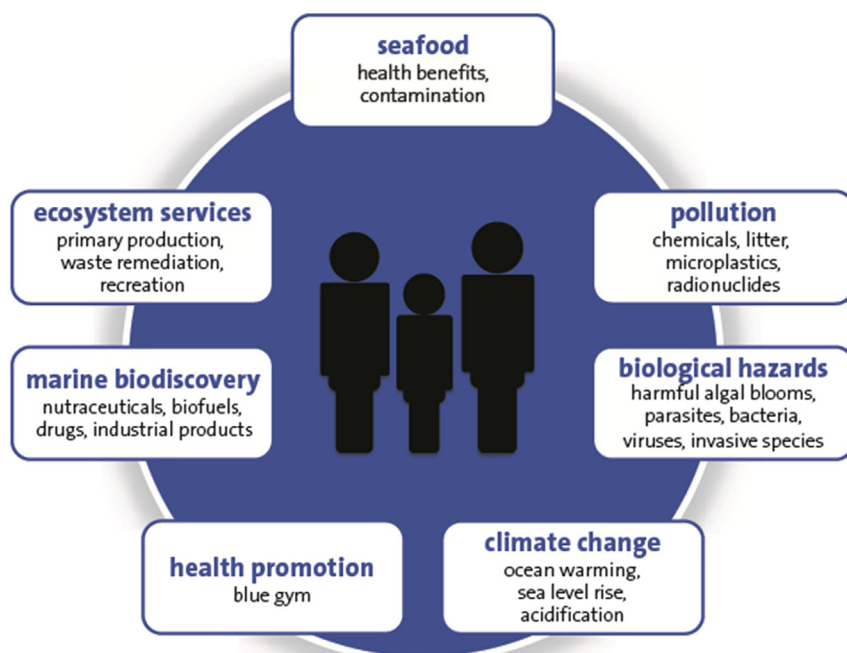 seafood
health benefits,
contamination
ecosystem services
primary production,
waste remediation,
recreation
pollution
chemicals, litter,
microplastics,
radionuclides
marine biodiscovery
nutraceuticals, biofuels,
drugs, industrial products
biological hazards
harmful algal blooms,
parasites, bacteria,
viruses, invasive species
health promotion
blue gym
climate change
ocean warming,
sea level rise,
acidification